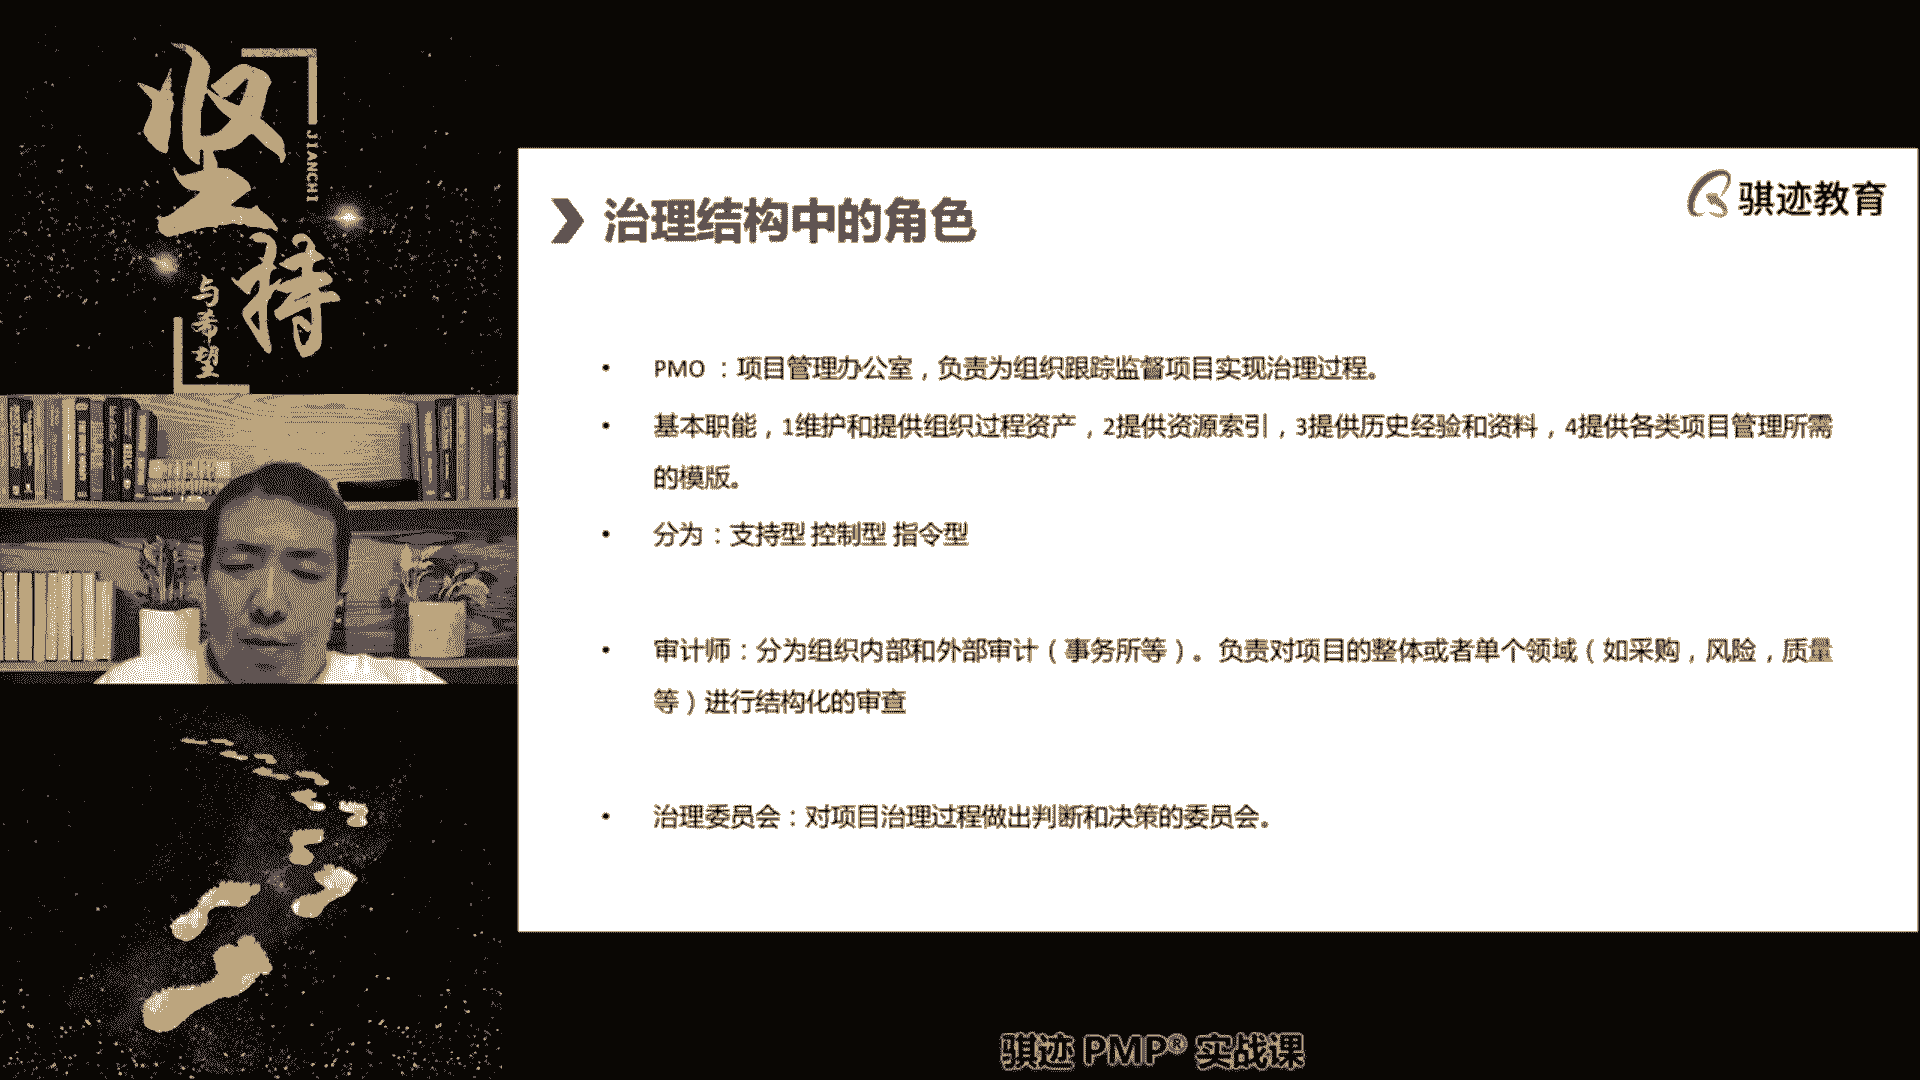 坚持
JIANCHI
与希望
骐迹教育
治理结构中的角色
• PMO ：项目管理办公室，负责为组织跟踪监督项目实现治理过程。
• 基本职能，1维护和提供组织过程资产，2提供资源索引，3提供历史经验和资料，4提供各类项目管理所需
的模版。
• 分为：支持型 控制型 指令型
• 审计师：分为组织内部和外部审计（事务所等）。负责对项目的整体或者单个领域（如采购，风险，质量
等）进行结构化的审查
• 治理委员会：对项目治理过程做出判断和决策的委员会。
骐迹 PMP® 实战课